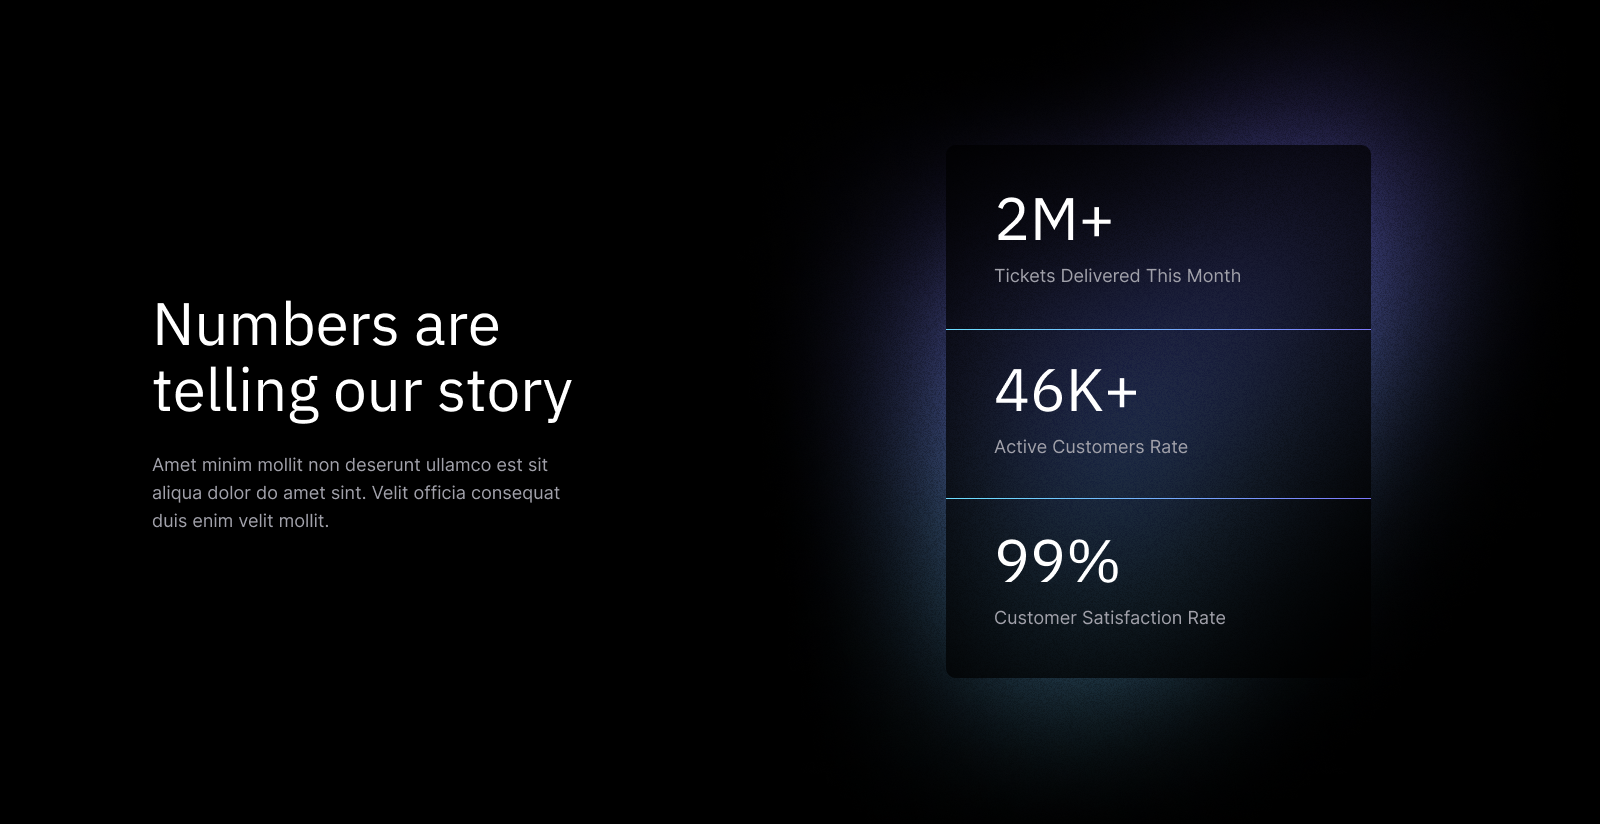 Numbers are
telling our story
Amet minim mollit non deserunt ullamco est sit
aliqua dolor do amet sint. Velit officia consequat
duis enim velit mollit.
2M+
Tickets Delivered This Month
46K+
Active Customers Rate
99%
Customer Satisfaction Rate